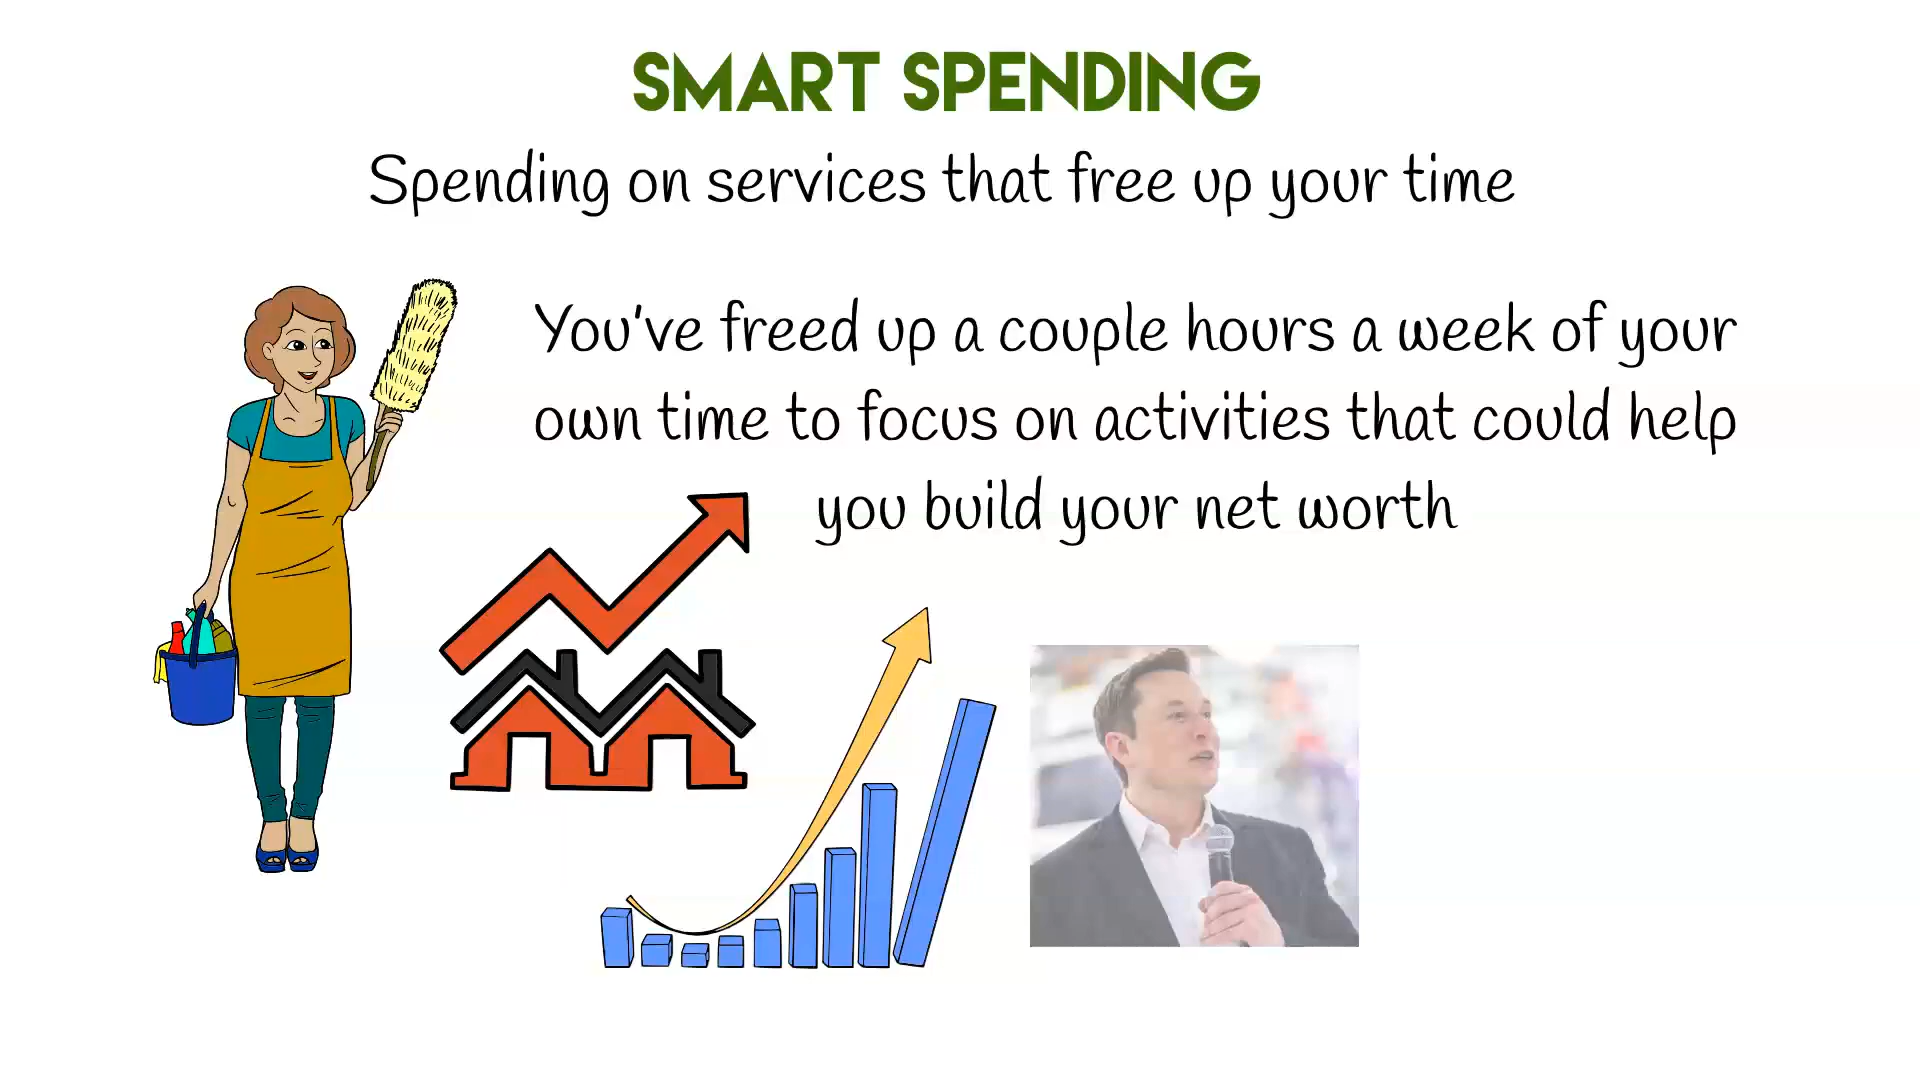 SMART SPENDING
Spending on services that free up your time
You've freed up a couple hours a week of your
own time to focus on activities that could help
you build your net worth